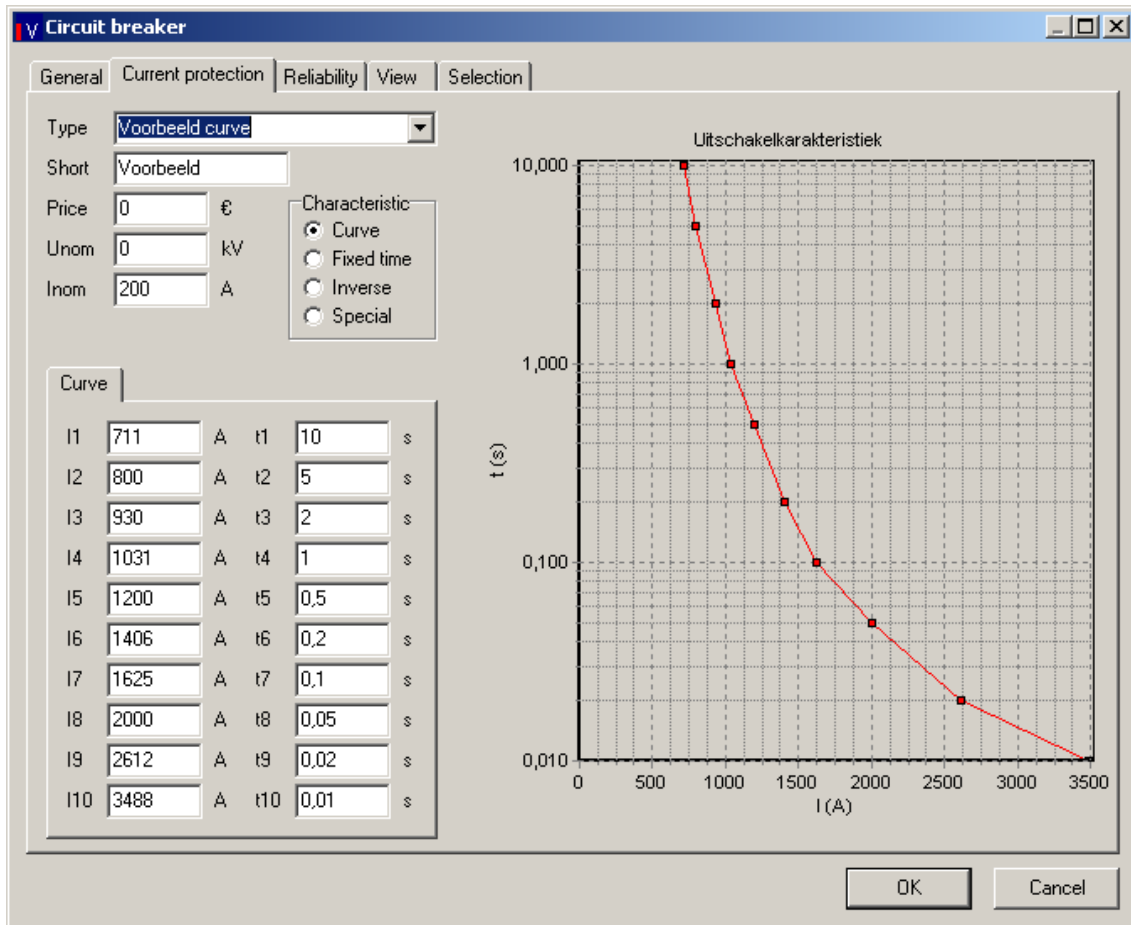 Circuit breaker
General Current protection Reliability View Selection
Type Voorbeeld curve
Short Voorbeeld
Price 0 €
Unom 0 kV
Inom 200 A
Characteristic
Curve
Fixed time
Inverse
Special
Curve
I1 711 A t1 10 s
I2 800 A t2 5 s
I3 930 A t3 2 s
I4 1031 A t4 1 s
I5 1200 A t5 0,5 s
I6 1406 A t6 0,2 s
I7 1625 A t7 0,1 s
I8 2000 A t8 0,05 s
I9 2612 A t9 0,02 s
I10 3488 A t10 0,01 s
Uitschakelkarakteristiek
10,000
1,000
0,100
0,010
t (s)
0 500 1000 1500 2000 2500 3000 3500
I (A)
OK Cancel